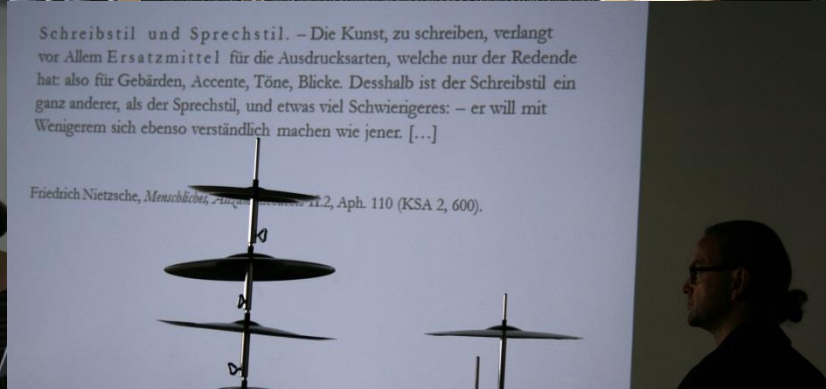 Schreibstil und Sprechstil. – Die Kunst, zu schreiben, verlangt
vor Allem Ersatzmittel für die Ausdrucksarten, welche nur der Redende
hat: also für Gebärden, Accente, Töne, Blicke. Desshalb ist der Schreibstil ein
ganz anderer, als der Sprechstil, und etwas viel Schwierigeres: – er will mit
Wenigerem sich ebenso verständlich machen wie jener. […]
Friedrich Nietzsche, Menschliches, II.2, Aph. 110 (KSA 2, 600).